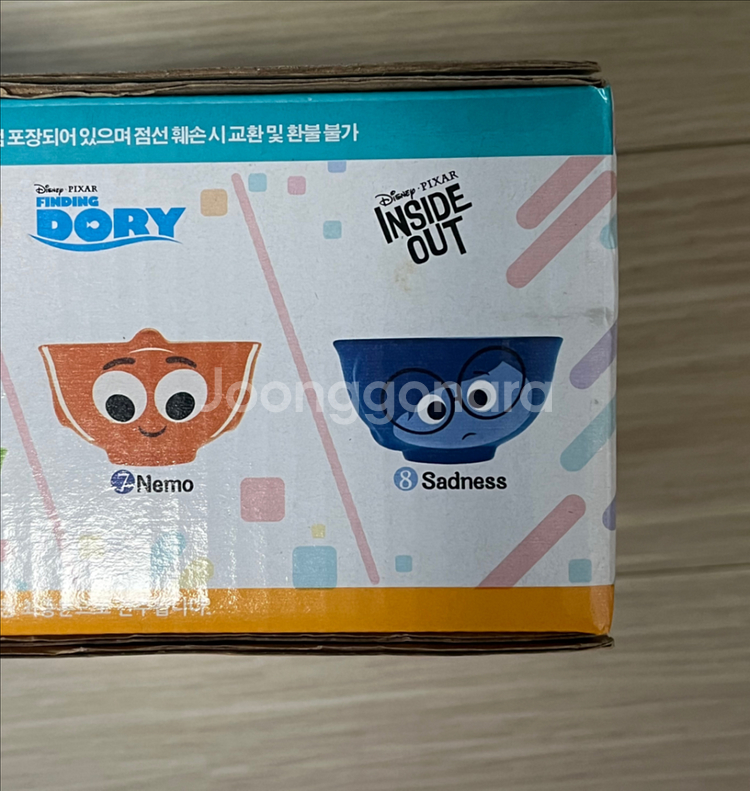 포장되어 있으며 점선 훼손 시 교환 및 환불 불가
Disney · PIXAR
FINDING
DORY
Disney · PIXAR
INSIDE
OUT
Joonggonara
7 Nemo
8 Sadness